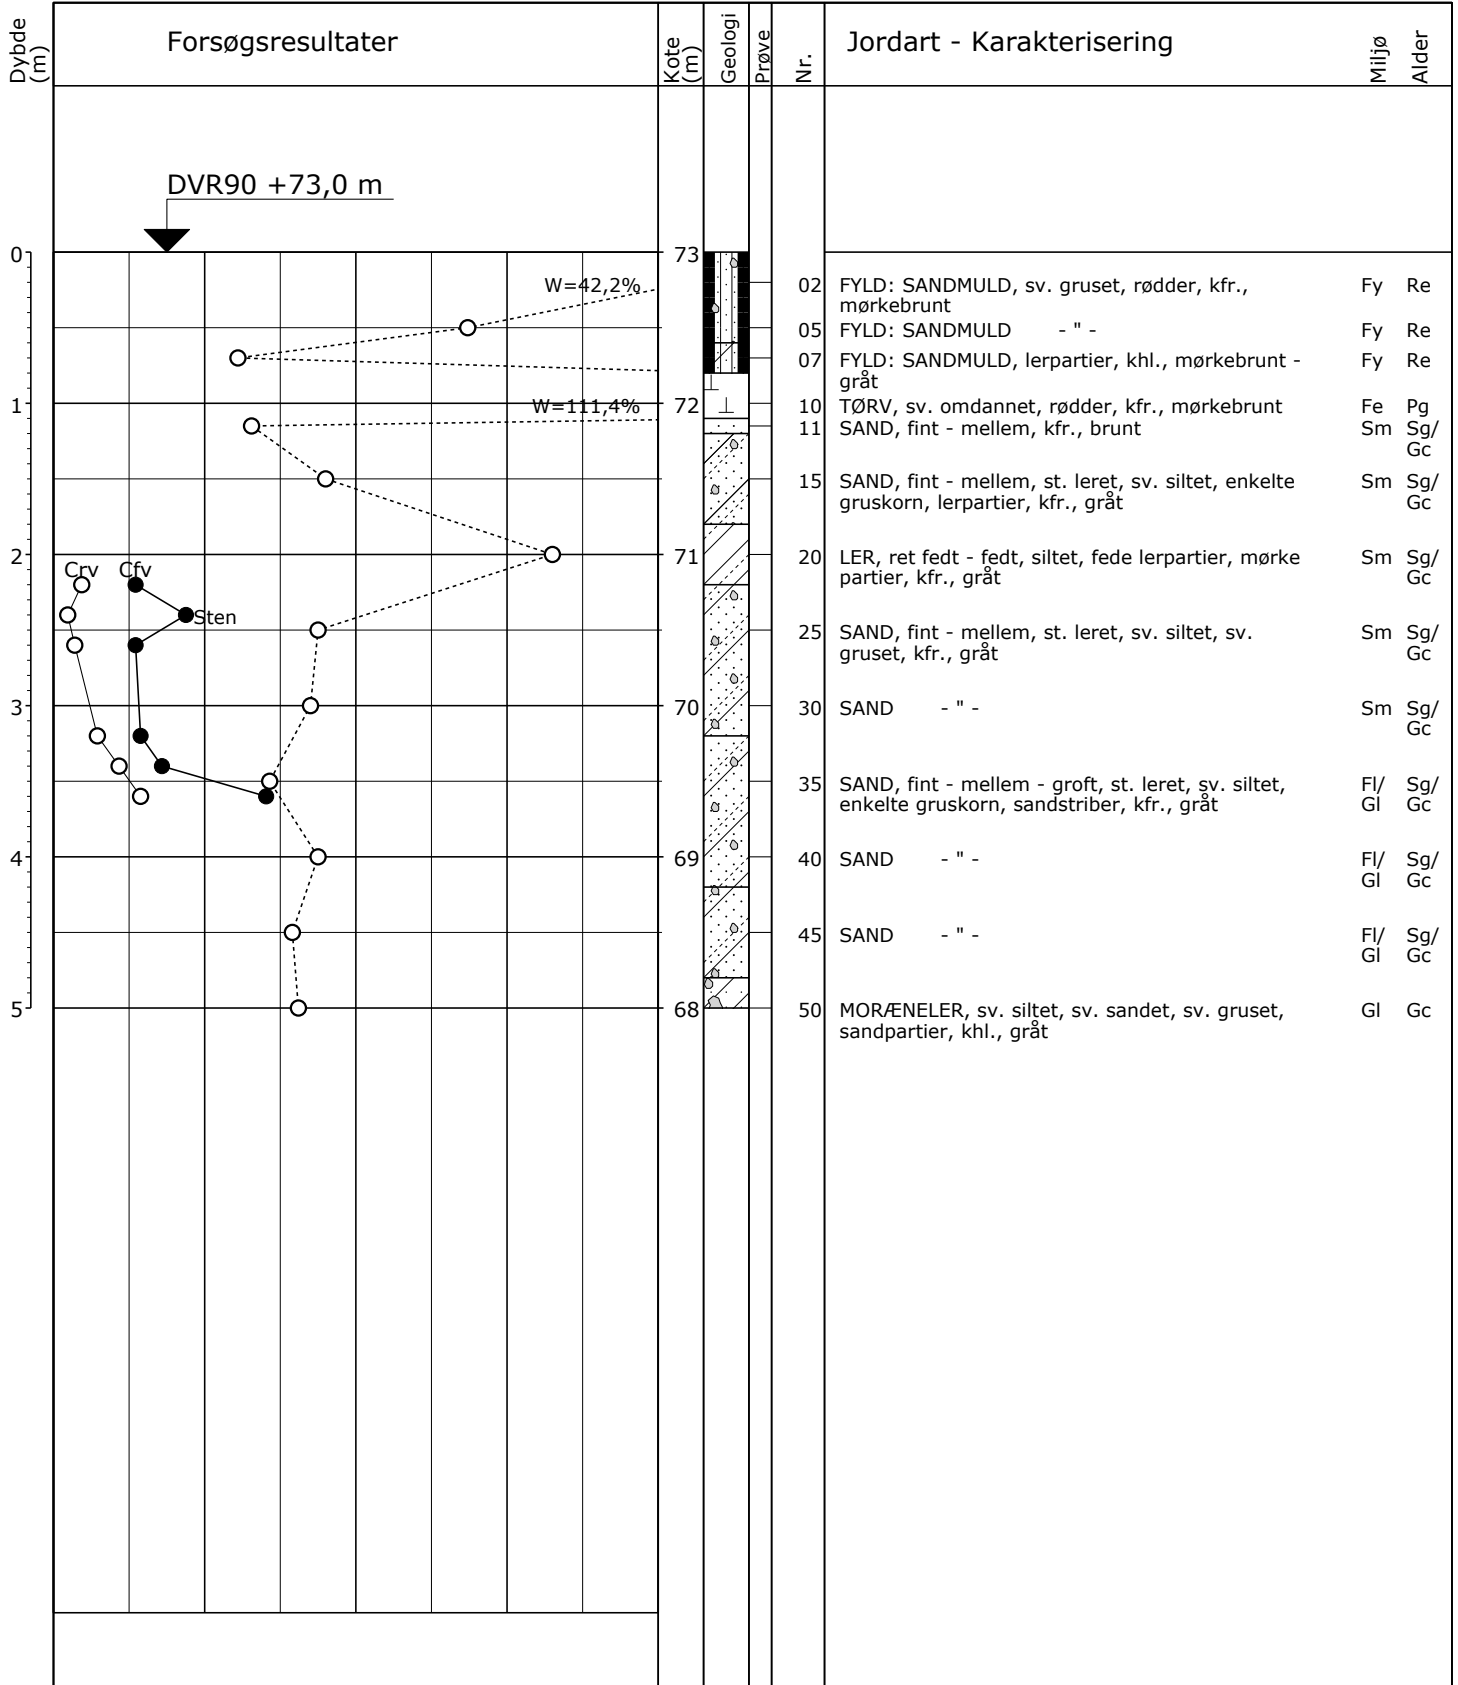 Dybde (m)
Forsøgsresultater
Kote (m)
Geologi
Prøve
Nr.
Jordart - Karakterisering
Miljø
Alder
DVR90 +73,0 m
0
73
W=42,2%
02 FYLD: SANDMULD, sv. gruset, rødder, kfr., Fy Re
mørkebrunt
05 FYLD: SANDMULD - " - Fy Re
07 FYLD: SANDMULD, lerpartier, khl., mørkebrunt - Fy Re
gråt
1
W=111,4%
72
10 TØRV, sv. omdannet, rødder, kfr., mørkebrunt Fe Pg
11 SAND, fint - mellem, kfr., brunt Sm Sg/
Gc
15 SAND, fint - mellem, st. leret, sv. siltet, enkelte Sm Sg/
gruskorn, lerpartier, kfr., gråt Gc
2
71
20 LER, ret fedt - fedt, siltet, fede lerpartier, mørke Sm Sg/
Crv Cfv
partier, kfr., gråt Gc
Sten
25 SAND, fint - mellem, st. leret, sv. siltet, sv. Sm Sg/
gruset, kfr., gråt Gc
3
70
30 SAND - " - Sm Sg/
Gc
35 SAND, fint - mellem - groft, st. leret, sv. siltet, Fl/ Sg/
enkelte gruskorn, sandstriber, kfr., gråt Gl Gc
4
69
40 SAND - " - Fl/ Sg/
Gl Gc
45 SAND - " - Fl/ Sg/
Gl Gc
5
68
50 MORÆNELER, sv. siltet, sv. sandet, sv. gruset, Gl Gc
sandpartier, khl., gråt